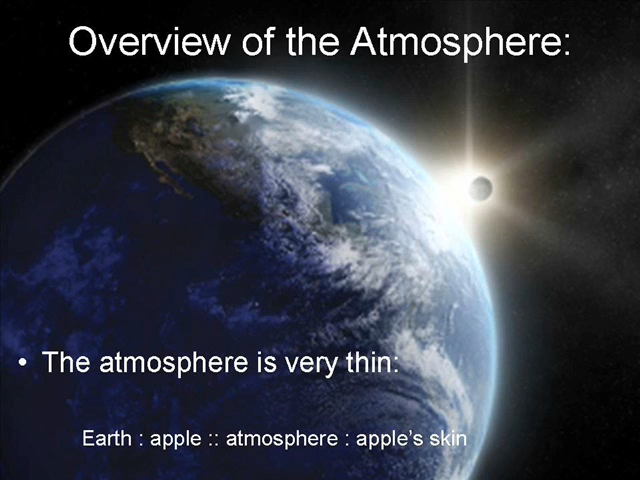 Overview of the Atmosphere:
• The atmosphere is very thin:
Earth : apple :: atmosphere : apple’s skin